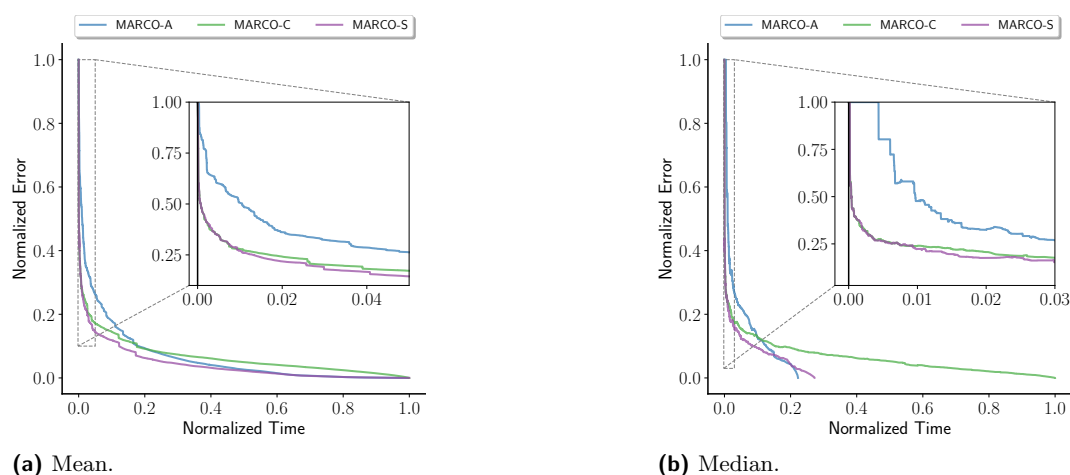 MARCO-A MARCO-C MARCO-S
Normalized Error
1.0
0.8
0.6
0.4
0.2
0.0
1.00
0.75
0.50
0.25
0.00 0.02 0.04
0.0 0.2 0.4 0.6 0.8 1.0
Normalized Time
(a) Mean.
MARCO-A MARCO-C MARCO-S
Normalized Error
1.0
0.8
0.6
0.4
0.2
0.0
1.00
0.75
0.50
0.25
0.00 0.01 0.02 0.03
0.0 0.2 0.4 0.6 0.8 1.0
Normalized Time
(b) Median.